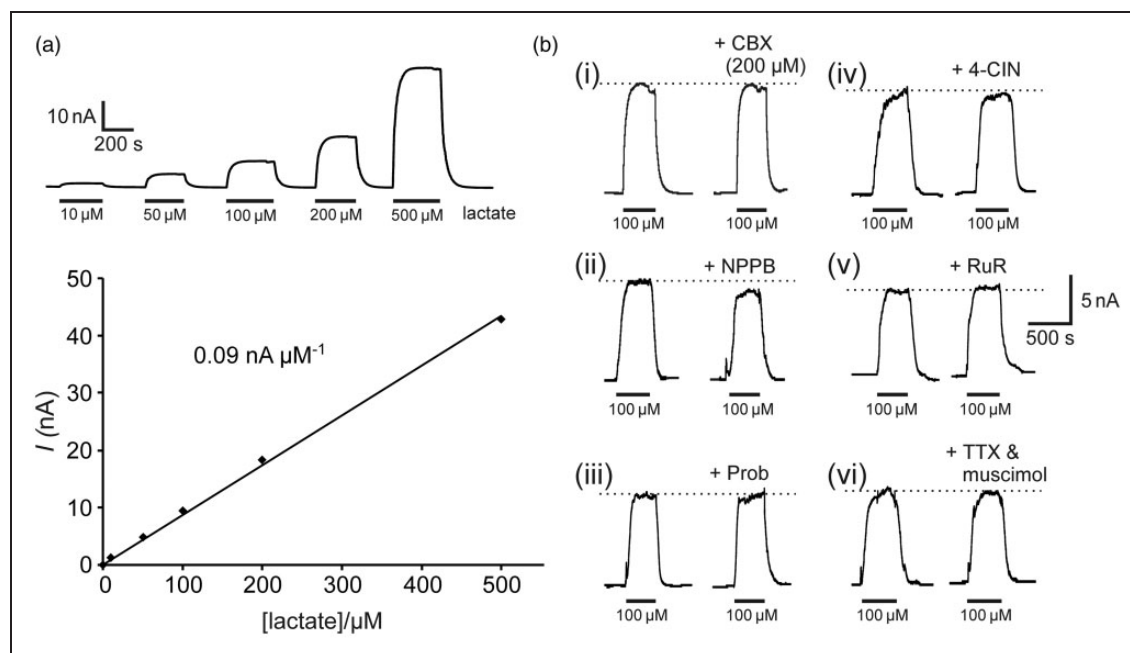 (a)
10 nA
200 s
10 µM 50 µM 100 µM 200 µM 500 µM lactate
50
40
30
20
10
0
I (nA)
0.09 nA µM⁻¹
0 100 200 300 400 500
[lactate]/µM
(b)
(i)
+ CBX
(200 µM)
100 µM 100 µM
(ii)
+ NPPB
100 µM 100 µM
(iii)
+ Prob
100 µM 100 µM
(iv)
+ 4-CIN
100 µM 100 µM
(v)
+ RuR
5 nA
500 s
100 µM 100 µM
(vi)
+ TTX &
muscimol
100 µM 100 µM